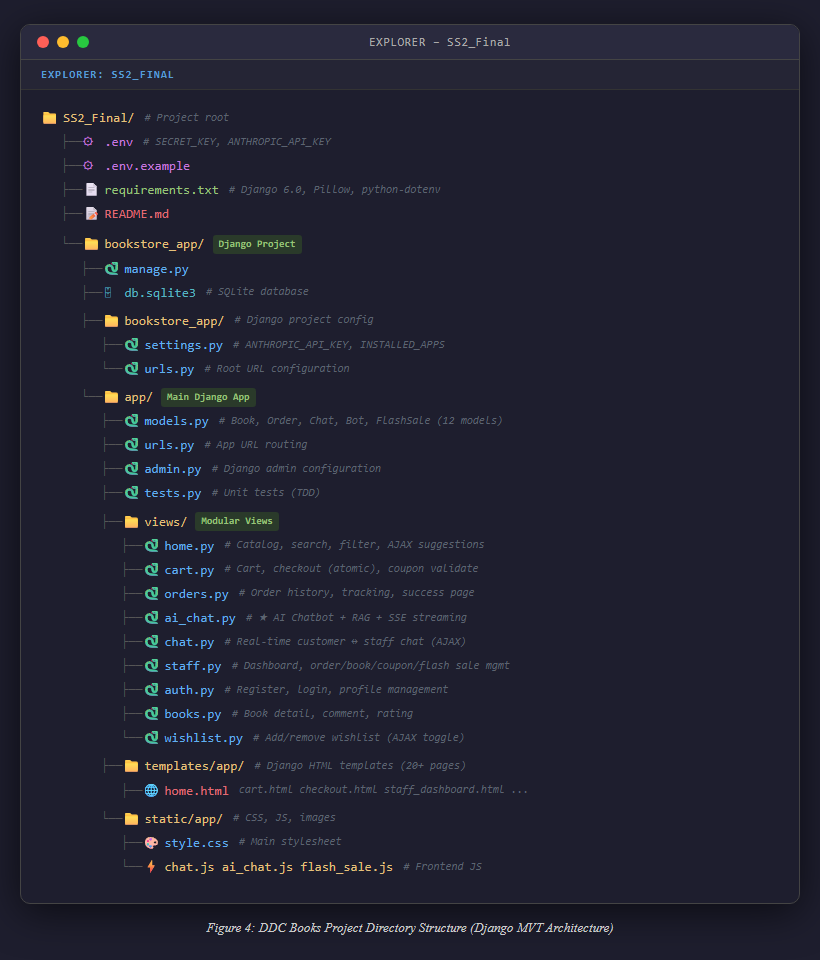 EXPLORER – SS2_Final
EXPLORER: SS2_FINAL
SS2_Final/ # Project root
.env # SECRET_KEY, ANTHROPIC_API_KEY
.env.example
requirements.txt # Django 6.0, Pillow, python-dotenv
README.md
bookstore_app/ Django Project
manage.py
db.sqlite3 # SQLite database
bookstore_app/ # Django project config
settings.py # ANTHROPIC_API_KEY, INSTALLED_APPS
urls.py # Root URL configuration
app/ Main Django App
models.py # Book, Order, Chat, Bot, FlashSale (12 models)
urls.py # App URL routing
admin.py # Django admin configuration
tests.py # Unit tests (TDD)
views/ Modular Views
home.py # Catalog, search, filter, AJAX suggestions
cart.py # Cart, checkout (atomic), coupon validate
orders.py # Order history, tracking, success page
ai_chat.py # ★ AI Chatbot + RAG + SSE streaming
chat.py # Real-time customer ↔ staff chat (AJAX)
staff.py # Dashboard, order/book/coupon/flash sale mgmt
auth.py # Register, login, profile management
books.py # Book detail, comment, rating
wishlist.py # Add/remove wishlist (AJAX toggle)
templates/app/ # Django HTML templates (20+ pages)
home.html cart.html checkout.html staff_dashboard.html ...
static/app/ # CSS, JS, images
style.css # Main stylesheet
chat.js ai_chat.js flash_sale.js # Frontend JS
Figure 4: DDC Books Project Directory Structure (Django MVT Architecture)